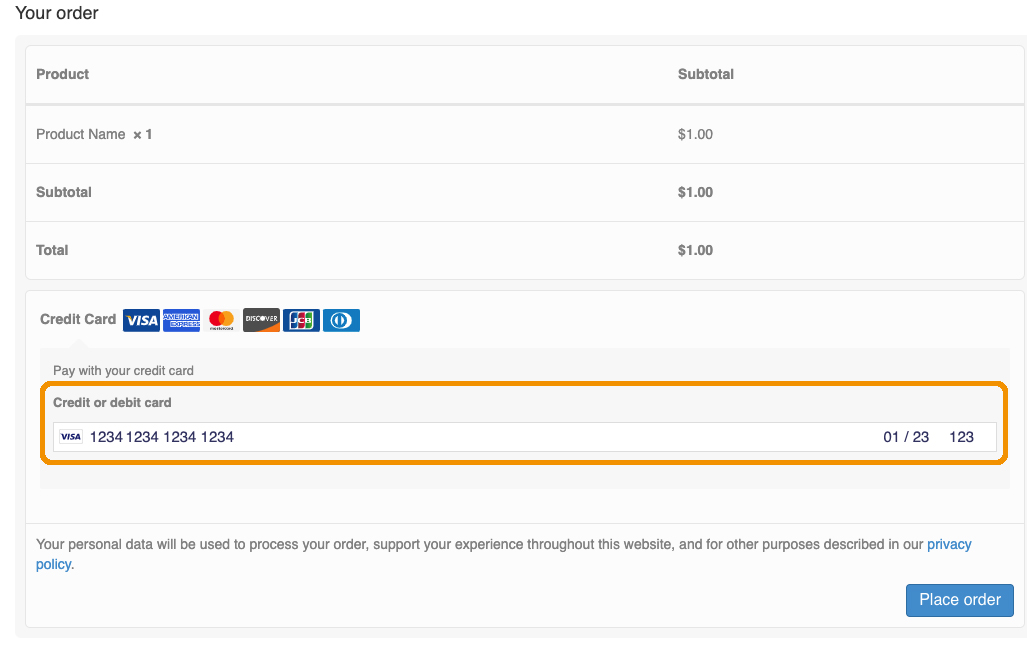 Your order
Product Subtotal
Product Name × 1 $1.00
Subtotal $1.00
Total $1.00
Credit Card VISA AMERICAN EXPRESS mastercard DISCOVER JCB
Pay with your credit card
Credit or debit card
VISA 1234 1234 1234 1234 01 / 23 123
Your personal data will be used to process your order, support your experience throughout this website, and for other purposes described in our privacy
policy.
Place order